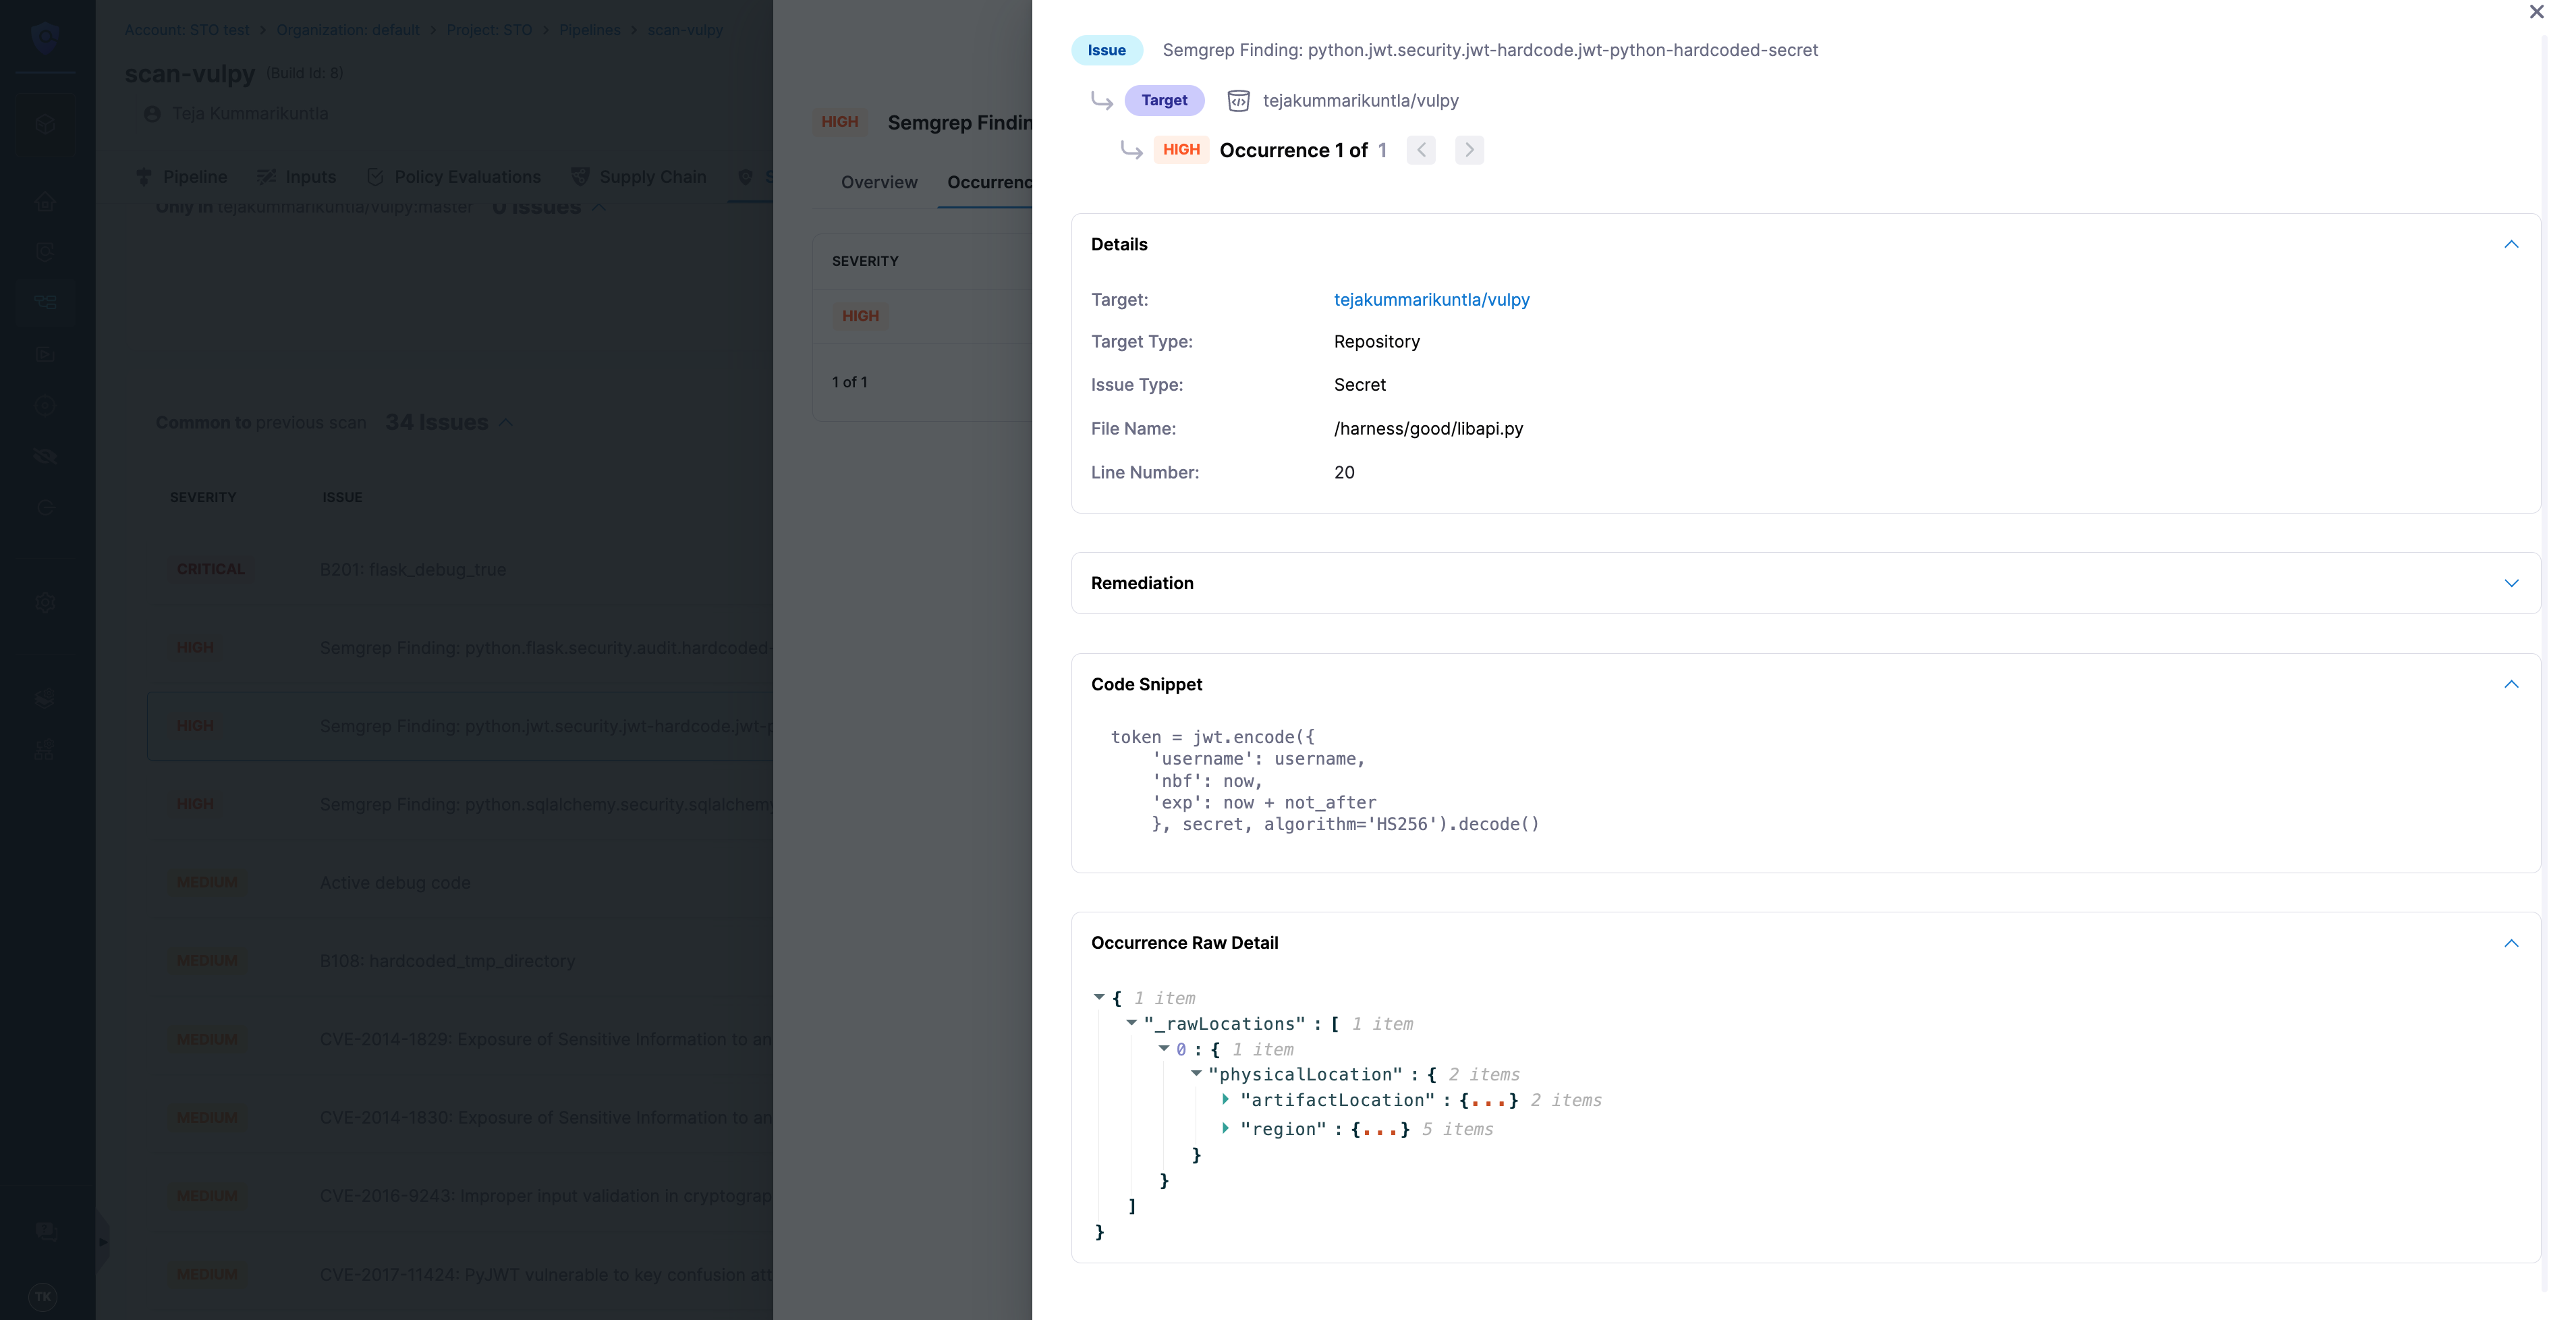 Account: STO test > Organization: default > Project: STO > Pipelines > scan-vulpy
scan-vulpy (Build Id: 8)
Teja Kummarikuntla
Pipeline Inputs Policy Evaluations Supply Chain S
Only in tejakummarikuntla/vulpy:master 0 Issues
Common to previous scan 34 Issues
SEVERITY ISSUE
CRITICAL B201: flask_debug_true
HIGH Semgrep Finding: python.flask.security.audit.hardcoded-
HIGH Semgrep Finding: python.jwt.security.jwt-hardcode.jwt-p
HIGH Semgrep Finding: python.sqlalchemy.security.sqlalchemy
MEDIUM Active debug code
MEDIUM B108: hardcoded_tmp_directory
MEDIUM CVE-2014-1829: Exposure of Sensitive Information to an
MEDIUM CVE-2014-1830: Exposure of Sensitive Information to an
MEDIUM CVE-2016-9243: Improper input validation in cryptograp
MEDIUM CVE-2017-11424: PyJWT vulnerable to key confusion att
TK
HIGH Semgrep Findin
Overview Occurrenc
SEVERITY
HIGH
1 of 1
Issue Semgrep Finding: python.jwt.security.jwt-hardcode.jwt-python-hardcoded-secret
Target tejakummarikuntla/vulpy
HIGH Occurrence 1 of 1
Details
Target: tejakummarikuntla/vulpy
Target Type: Repository
Issue Type: Secret
File Name: /harness/good/libapi.py
Line Number: 20
Remediation
Code Snippet
token = jwt.encode({
'username': username,
'nbf': now,
'exp': now + not_after
}, secret, algorithm='HS256').decode()
Occurrence Raw Detail
{ 1 item
"_rawLocations" : [ 1 item
0 : { 1 item
"physicalLocation" : { 2 items
"artifactLocation" : {...} 2 items
"region" : {...} 5 items
}
}
]
}